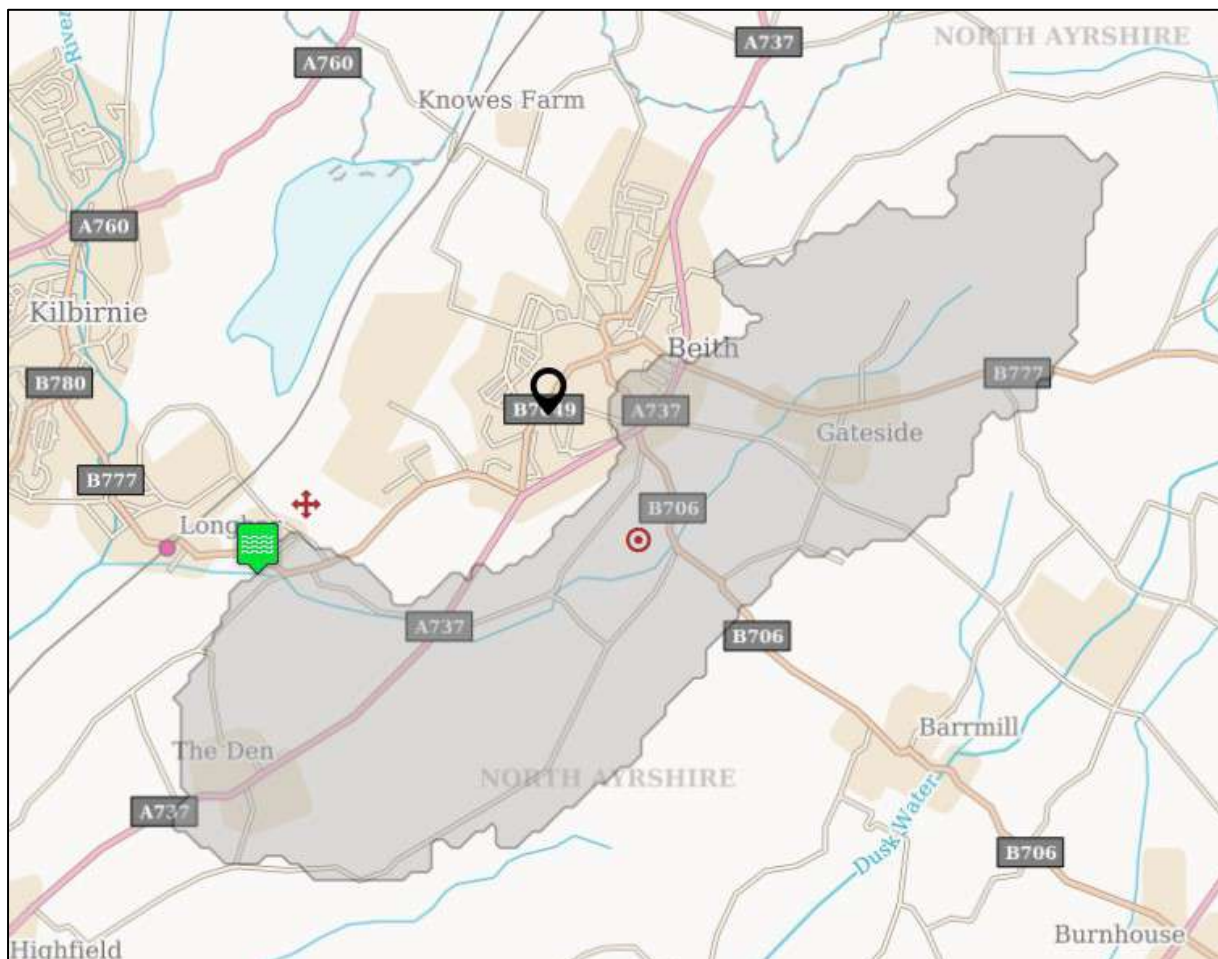 NORTH AYRSHIRE
A737
A760
River
Knowes Farm
A760
Kilbirnie
Beith
B780
B777
A737
Gateside
B777
B706
A737
B706
Barrmill
The Den
NORTH AYRSHIRE
A737
Dusk Water
B706
Burnhouse
Highfield